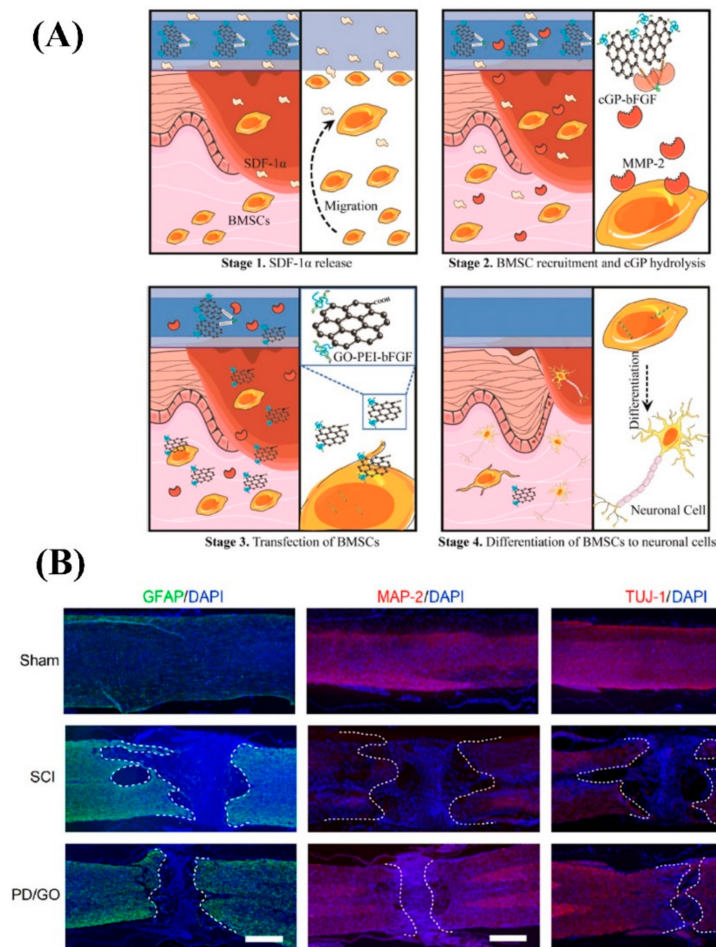 (A)
SDF-1α
BMSCs
Migration
Stage 1. SDF-1α release
cGP-bFGF
MMP-2
Stage 2. BMSC recruitment and cGP hydrolysis
COOH
GO-PEI-bFGF
Stage 3. Transfection of BMSCs
Differentiation
Neuronal Cell
Stage 4. Differentiation of BMSCs to neuronal cells
(B)
GFAP/DAPI
MAP-2/DAPI
TUJ-1/DAPI
Sham
SCI
PD/GO